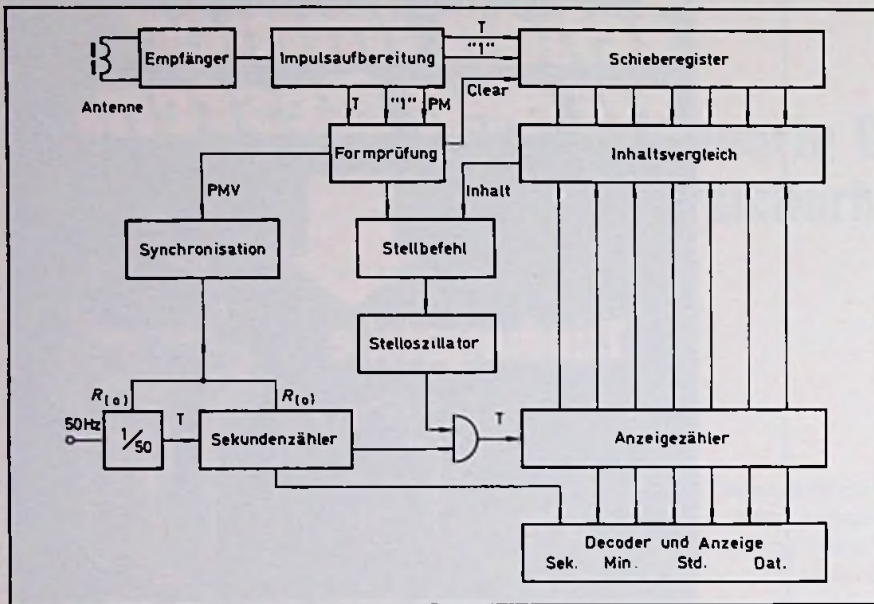 T
"1"
Empfänger
Impulsaufbereitung
Schieberegister
Clear
Antenne
T
"1"
PM
Formprüfung
Inhaltsvergleich
PMV
Inhalt
Synchronisation
Stellbefehl
Stelloszillator
R(o)
R(o)
50Hz
1/50
T
Sekundenzähler
T
Anzeigezähler
Decoder und Anzeige
Sek. Min. Std. Dat.